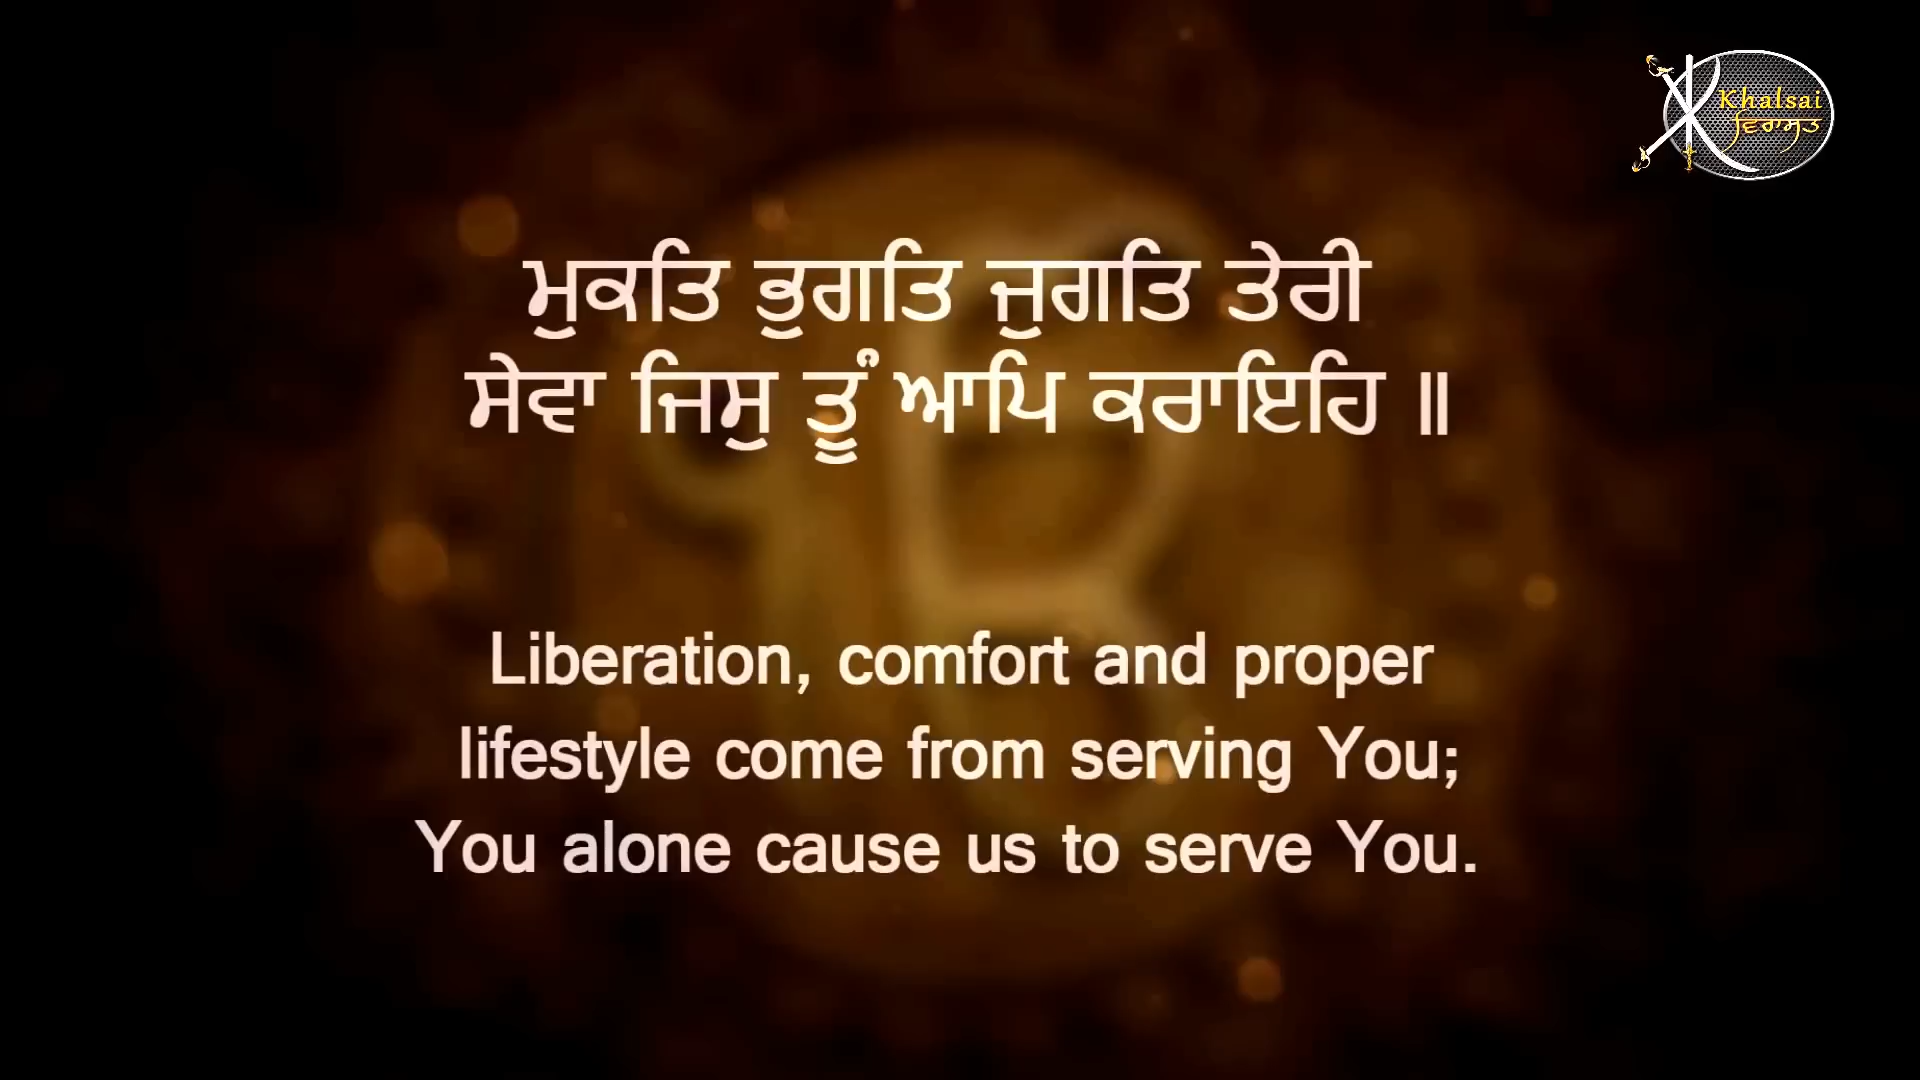 Khalsai
ਵਿਰਾਸਤ
ਮੁਕਤਿ ਭੁਗਤਿ ਜੁਗਤਿ ਤੇਰੀ
ਸੇਵਾ ਜਿਸੁ ਤੂੰ ਆਪਿ ਕਰਾਇਹਿ ॥
Liberation, comfort and proper
lifestyle come from serving You;
You alone cause us to serve You.